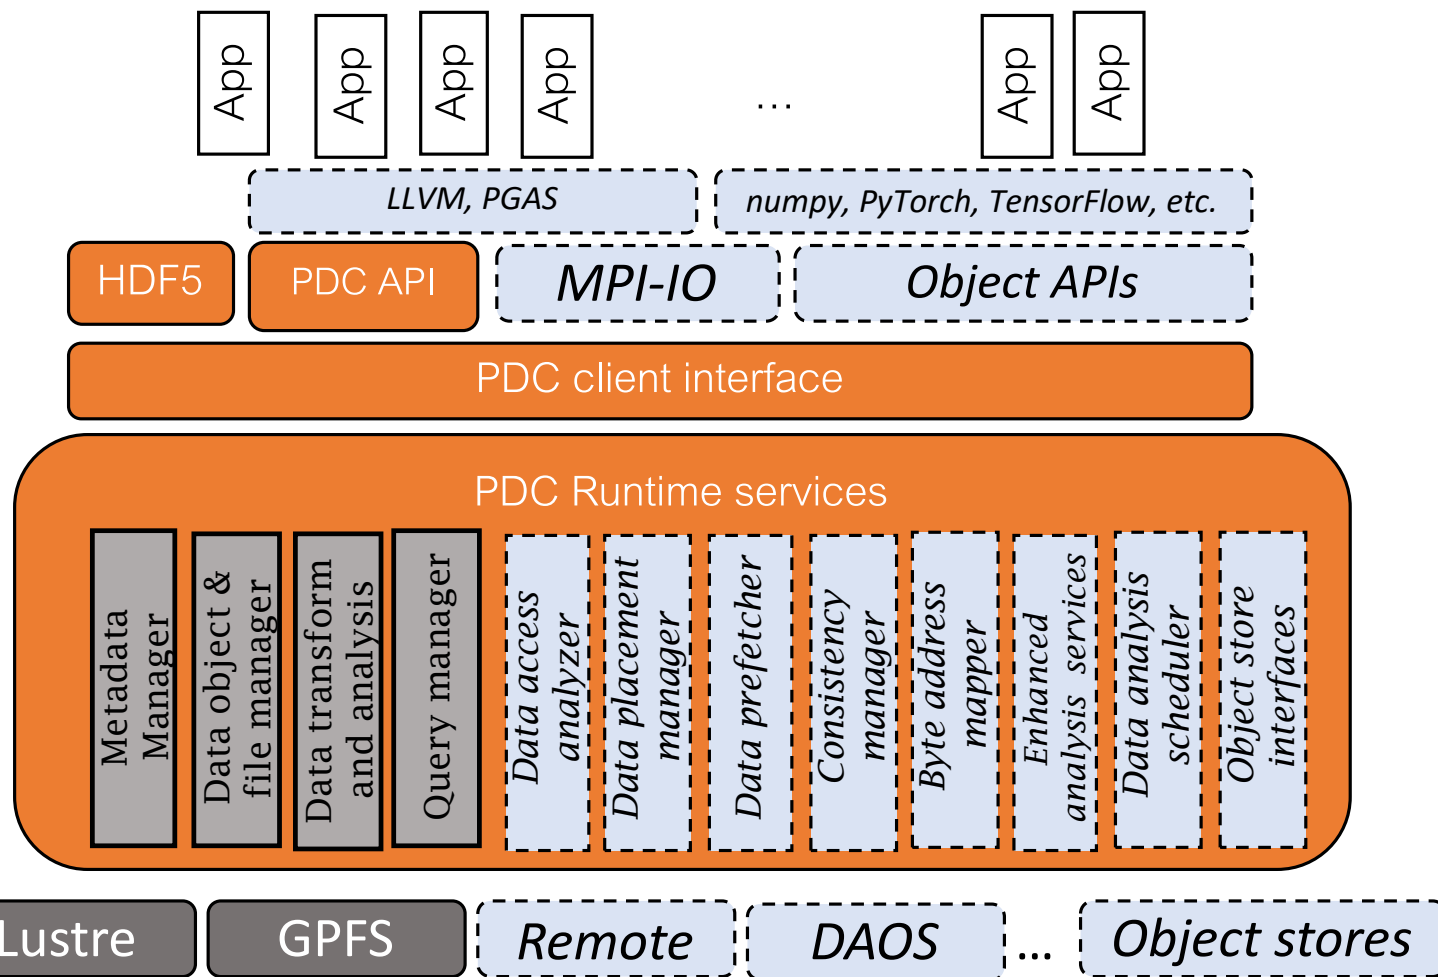 App
App
App
App
...
App
App
LLVM, PGAS
numpy, PyTorch, TensorFlow, etc.
HDF5
PDC API
MPI-IO
Object APIs
PDC client interface
PDC Runtime services
Metadata
Manager
Data object &
file manager
Data transform
and analysis
Query manager
Data access
analyzer
Data placement
manager
Data prefetcher
Consistency
manager
Byte address
mapper
Enhanced
analysis services
Data analysis
scheduler
Object store
interfaces
Lustre
GPFS
Remote
DAOS
...
Object stores